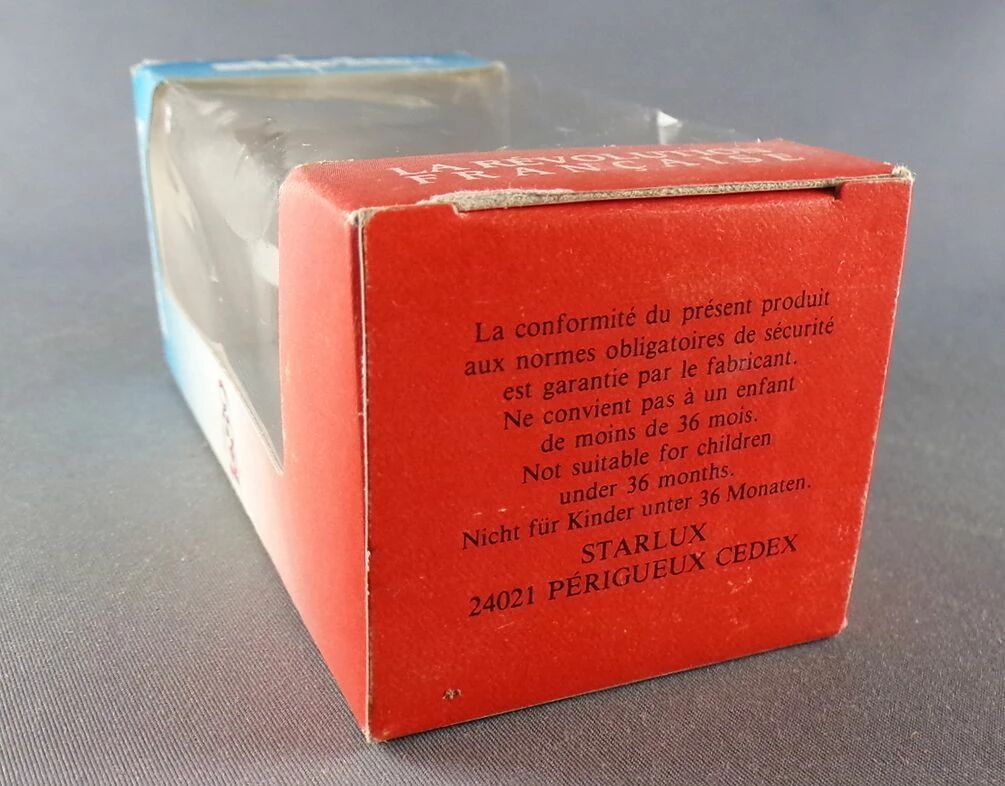 LA RÉVOLUTION
FRANÇAISE
La conformité du présent produit
aux normes obligatoires de sécurité
est garantie par le fabricant.
Ne convient pas à un enfant
de moins de 36 mois.
Not suitable for children
under 36 months.
Nicht für Kinder unter 36 Monaten.
STARLUX
24021 PÉRIGUEUX CEDEX